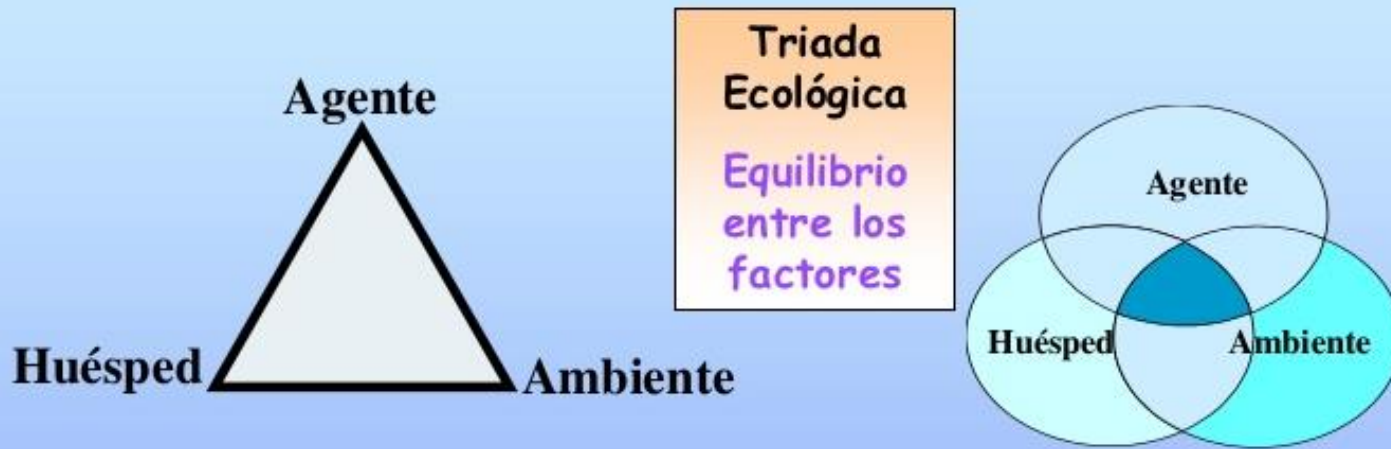 Agente
Huésped
Ambiente
Triada
Ecológica
Equilibrio
entre los
factores
Agente
Huésped
Ambiente